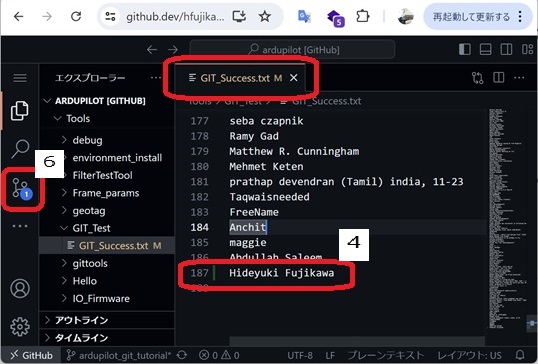 github.dev/hfujika...
5
再起動して更新する
ardupilot [GitHub]
エクスプローラー ...
GIT_Success.txt M
ARDUPILOT [GITHUB]
Tools
debug
environment_install
FilterTestTool
Frame_params
geotag
GIT_Test
GIT_Success.txt M
gittools
Hello
IO_Firmware
アウトライン
タイムライン
6
1
Tools > GIT_Test > GIT_Success.txt
177 seba czapnik
178 Ramy Gad
179 Matthew R. Cunningham
180 Mehmet Keten
181 prathap devendran (Tamil) india, 11-23
182 Taqwaisneeded
183 FreeName
184 Anchit
185 maggie
186 Abdullah Saleem
187 Hideyuki Fujikawa
188
4
GitHub ardupilot_git_tutorial* 0 0 UTF-8 LF プレーンテキスト レイアウト: US